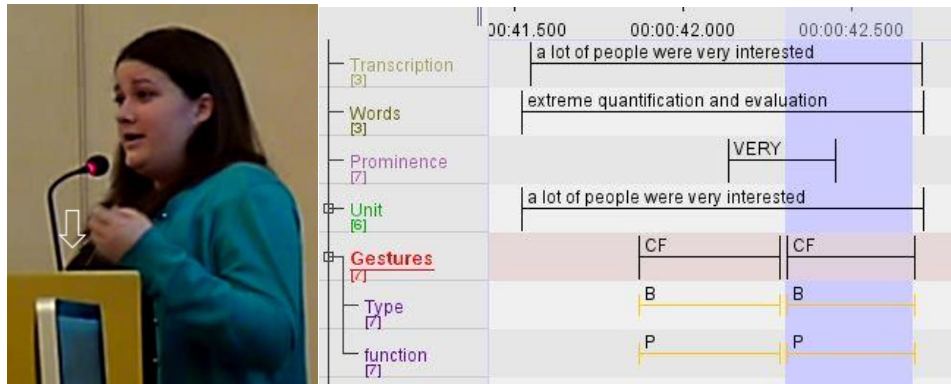 00:00:41.500 00:00:42.000 00:00:42.500
Transcription a lot of people were very interested
[3]
Words extreme quantification and evaluation
[3]
Prominence VERY
[7]
Unit a lot of people were very interested
[6]
Gestures CF CF
[7]
Type B B
[7]
function P P
[7]